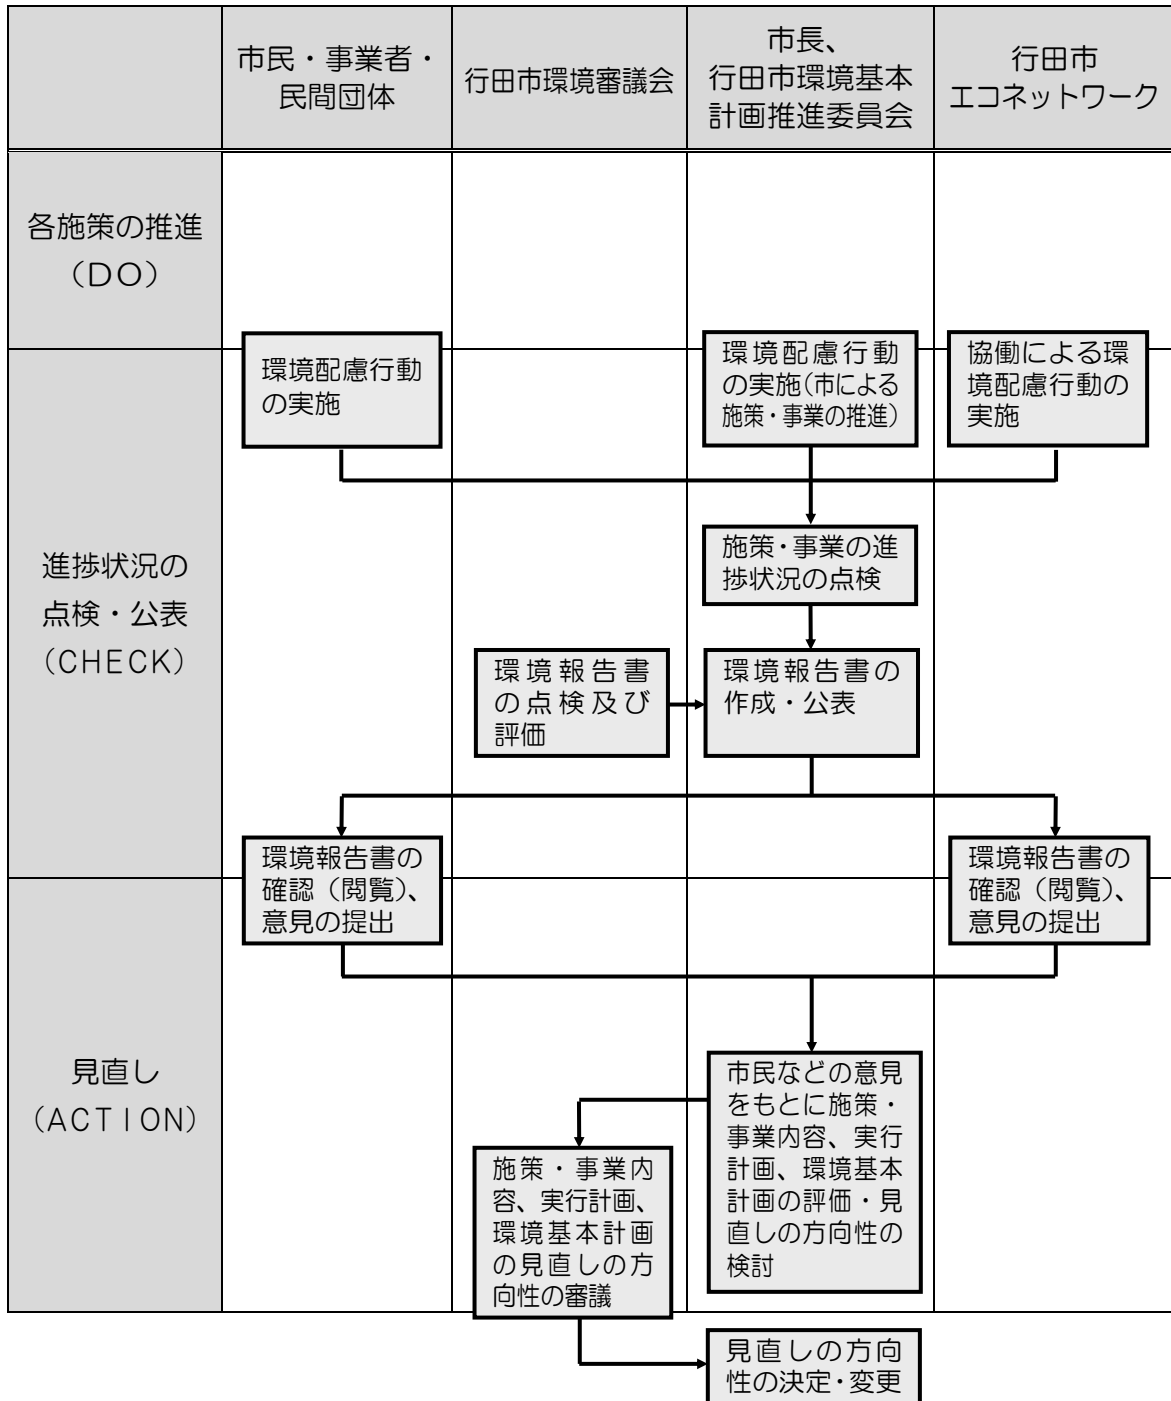 市民・事業者・
民間団体
行田市環境審議会
市長、
行田市環境基本
計画推進委員会
行田市
エコネットワーク
各施策の推進
（ＤＯ）
環境配慮行動
の実施
環境配慮行動
の実施(市による
施策・事業の推進)
協働による環
境配慮行動の
実施
進捗状況の
点検・公表
（CHECK）
施策・事業の進
捗状況の点検
環境報告書
の点検及び
評価
環境報告書の
作成・公表
環境報告書の
確認（閲覧）、
意見の提出
環境報告書の
確認（閲覧）、
意見の提出
見直し
（ACTION）
市民などの意見
をもとに施策・
事業内容、実行
計画、環境基本
計画の評価・見
直しの方向性の
検討
施策・事業内
容、実行計画、
環境基本計画
の見直しの方
向性の審議
見直しの方向
性の決定・変更